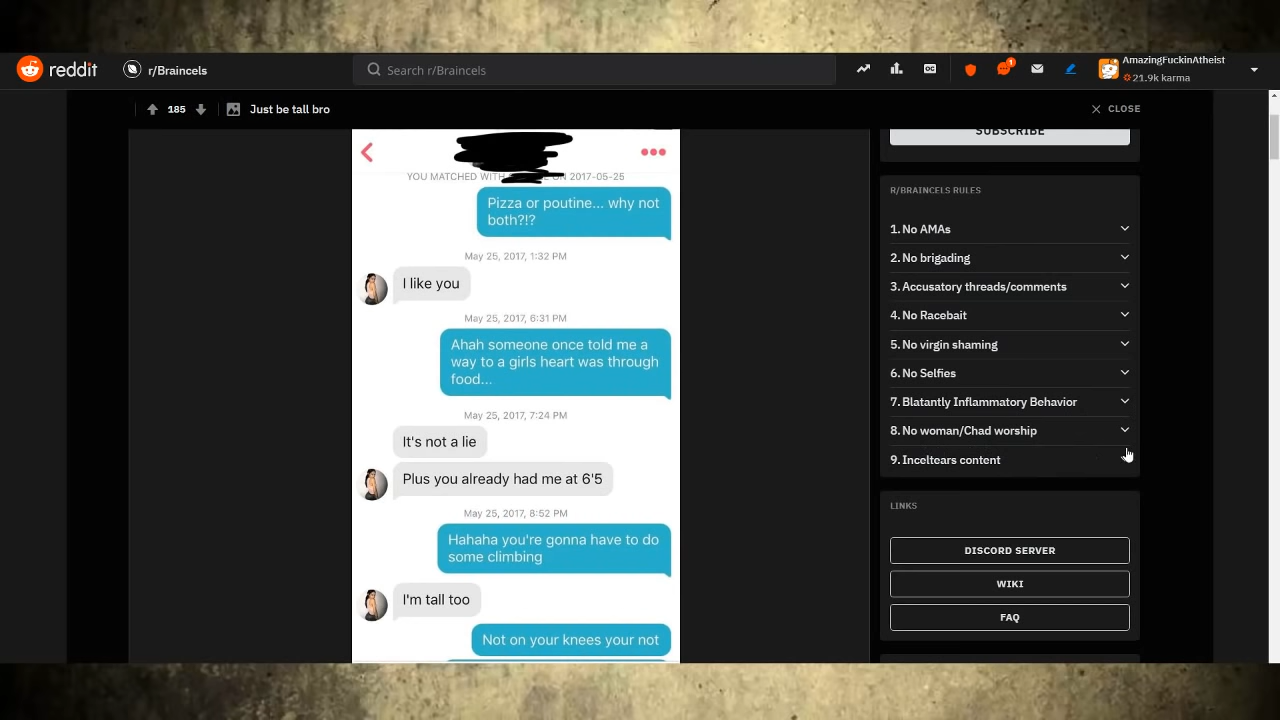 reddit
r/Braincels
Search r/Braincels
AmazingFuckinAtheist
21.9k karma
185
Just be tall bro
CLOSE
YOU MATCHED WITH ON 2017-05-25
Pizza or poutine... why not
both?!?
May 25, 2017, 1:32 PM
I like you
May 25, 2017, 6:31 PM
Ahah someone once told me a
way to a girls heart was through
food...
May 25, 2017, 7:24 PM
It's not a lie
Plus you already had me at 6'5
May 25, 2017, 8:52 PM
Hahaha you're gonna have to do
some climbing
I'm tall too
Not on your knees your not
SUBSCRIBE
R/BRAINCELS RULES
1. No AMAs
2. No brigading
3. Accusatory threads/comments
4. No Racebait
5. No virgin shaming
6. No Selfies
7. Blatantly Inflammatory Behavior
8. No woman/Chad worship
9. Inceltears content
LINKS
DISCORD SERVER
WIKI
FAQ